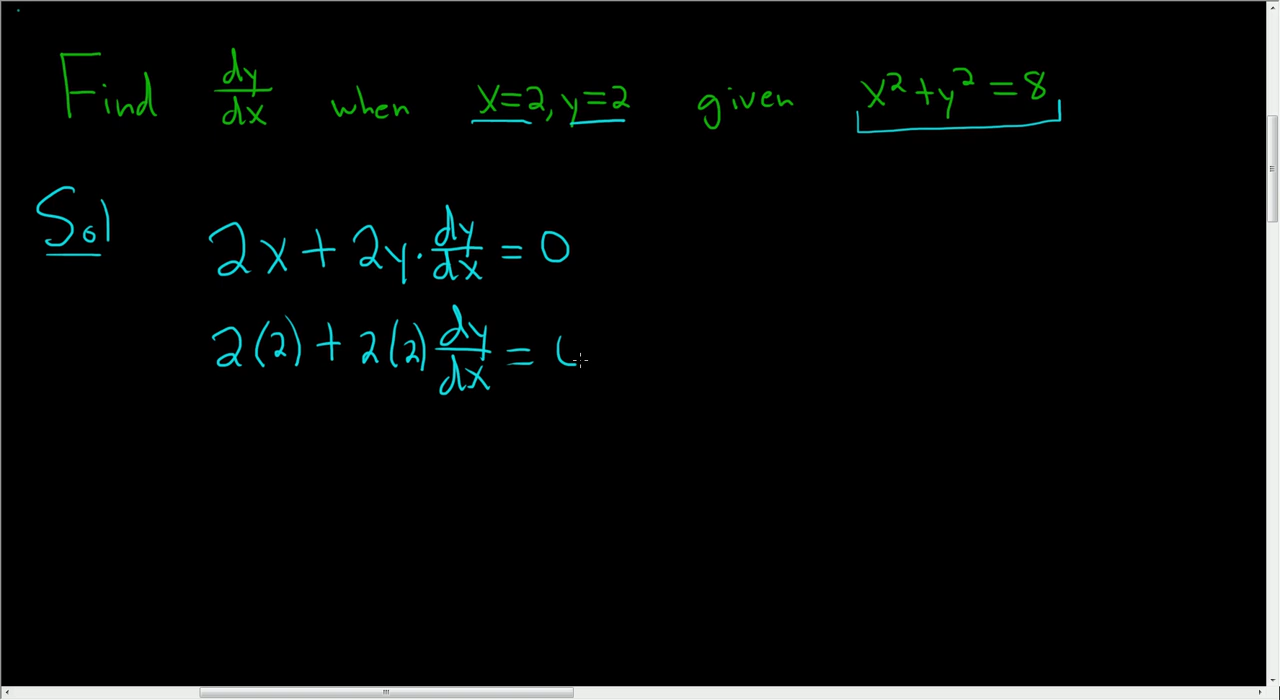 Find dy/dx when x=2, y=2 given x²+y²=8
Sol 2x + 2y · dy/dx = 0
2(2) + 2(2) dy/dx =